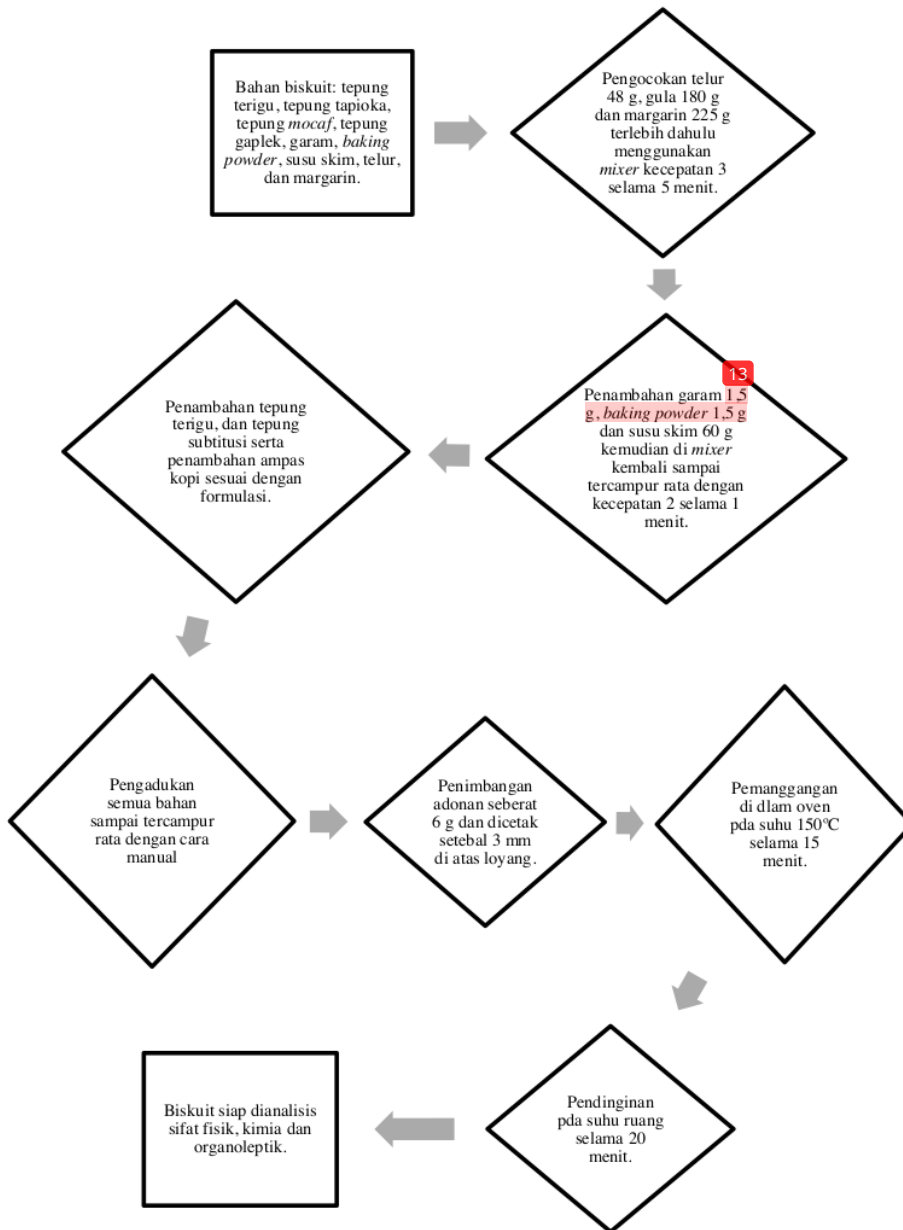 Bahan biskuit: tepung
terigu, tepung tapioka,
tepung mocaf, tepung
gaplek, garam, baking
powder, susu skim, telur,
dan margarin.
Pengocokan telur
48 g, gula 180 g
dan margarin 225 g
terlebih dahulu
menggunakan
mixer kecepatan 3
selama 5 menit.
13
Penambahan garam 1,5
g, baking powder 1,5 g
dan susu skim 60 g
kemudian di mixer
kembali sampai
tercampur rata dengan
kecepatan 2 selama 1
menit.
Penambahan tepung
terigu, dan tepung
subtitusi serta
penambahan ampas
kopi sesuai dengan
formulasi.
Pengadukan
semua bahan
sampai tercampur
rata dengan cara
manual
Penimbangan
adonan seberat
6 g dan dicetak
setebal 3 mm
di atas loyang.
Pemanggangan
di dlam oven
pda suhu 150°C
selama 15
menit.
Pendinginan
pda suhu ruang
selama 20
menit.
Biskuit siap dianalisis
sifat fisik, kimia dan
organoleptik.